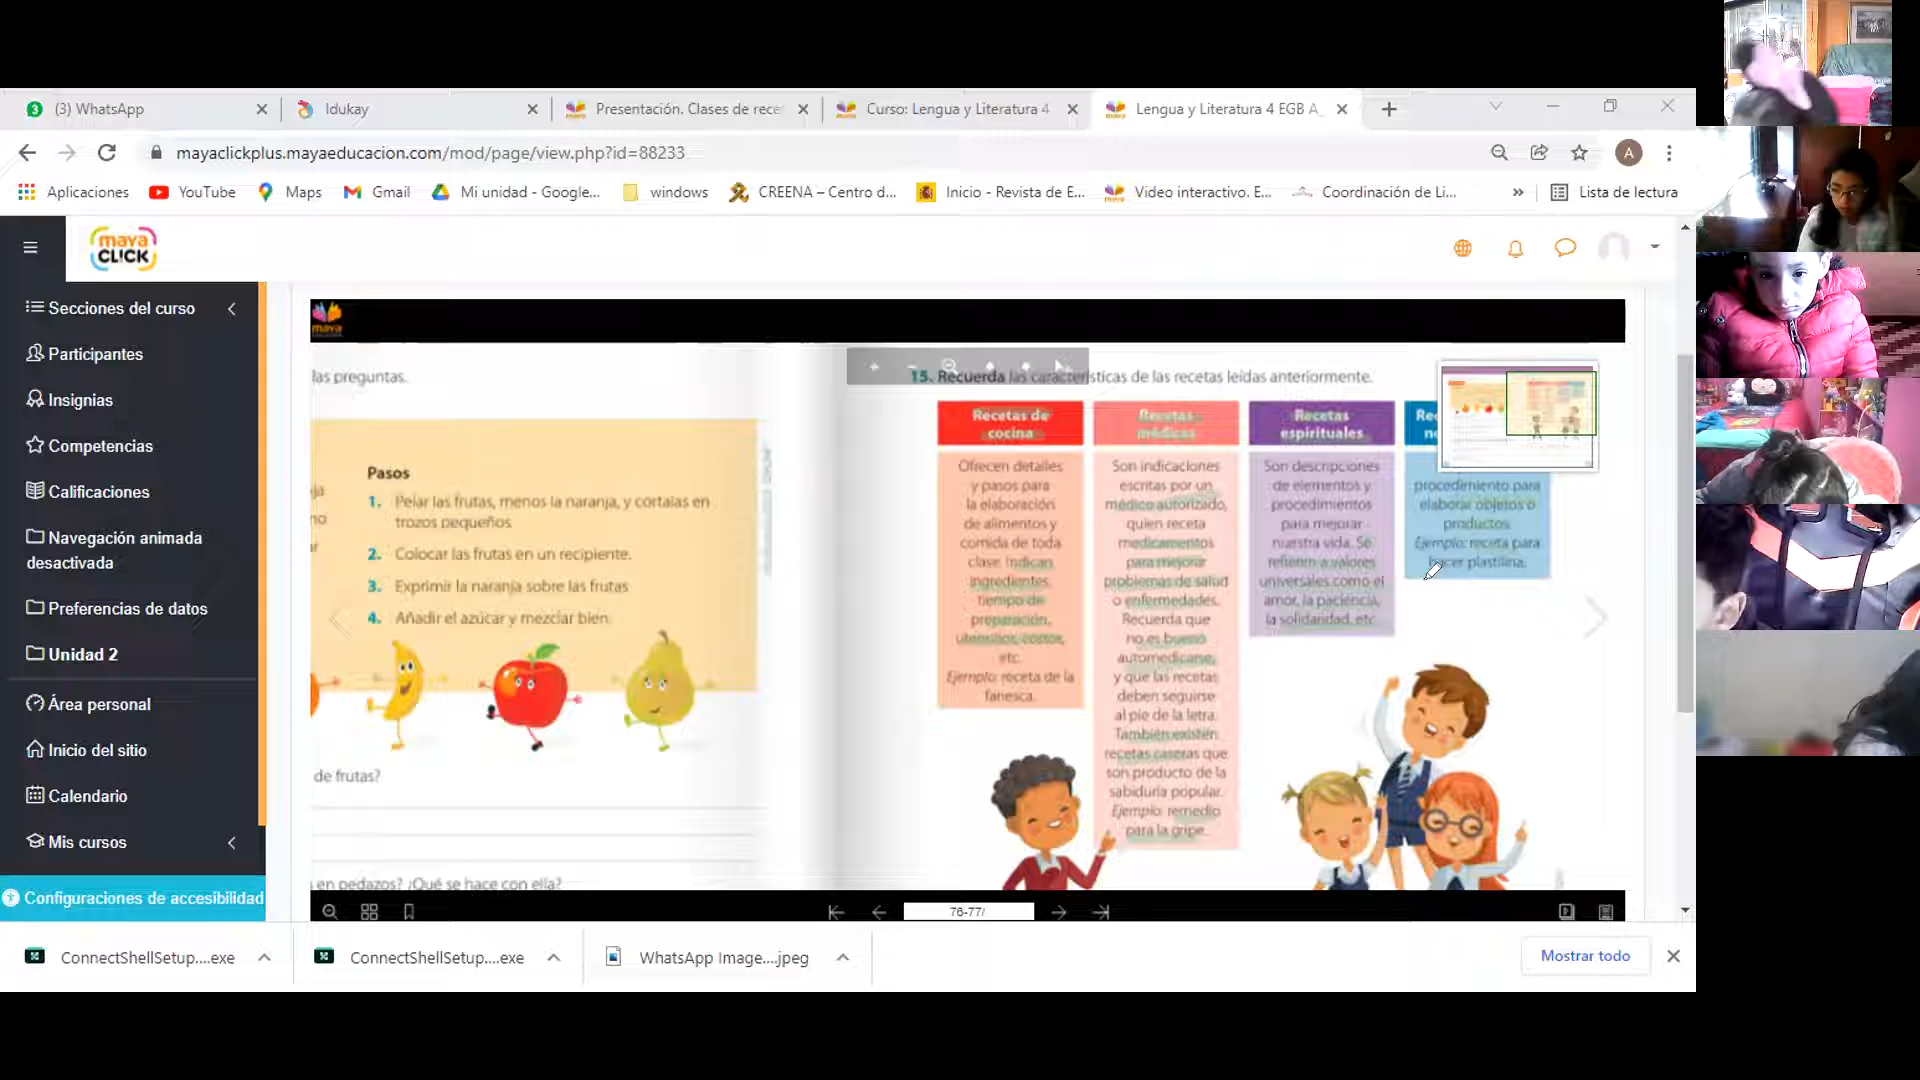 (3) WhatsApp
Idukay
Presentación. Clases de rece
Curso: Lengua y Literatura 4
Lengua y Literatura 4 EGB A_
mayaclickplus.mayaeducacion.com/mod/page/view.php?id=88233
A
Aplicaciones
YouTube
Maps
Gmail
Mi unidad - Google...
windows
CREENA – Centro d...
Inicio - Revista de E...
Video interactivo. E...
Coordinación de Li...
»
Lista de lectura
maya
CLICK
Secciones del curso
Participantes
Insignias
Competencias
Calificaciones
Navegación animada
desactivada
Preferencias de datos
Unidad 2
Área personal
Inicio del sitio
Calendario
Mis cursos
Configuraciones de accesibilidad
maya
las preguntas.
Pasos
1. Pelar las frutas, menos la naranja, y córtalas en
trozos pequeños
2. Colocar las frutas en un recipiente.
3. Exprimir la naranja sobre las frutas
4. Añadir el azúcar y mezclar bien.
de frutas?
en pedazos? ¿Qué se hace con ella?
15. Recuerda las características de las recetas leídas anteriormente.
Recetas de
cocina
Ofrecen detalles
y pasos para
la elaboración
de alimentos y
comida de toda
clase. Indican
ingredientes,
tiempo de
preparación,
utensilios, costos,
etc.
Ejemplo: receta de la
fanesca.
Recetas
médicas
Son indicaciones
escritas por un
médico autorizado,
quien receta
medicamentos
para mejorar
problemas de salud
o enfermedades.
Recuerda que
no es bueno
automedicarse,
y que las recetas
deben seguirse
al pie de la letra.
También existen
recetas caseras que
son producto de la
sabiduría popular.
Ejemplo: remedio
para la gripe.
Recetas
espirituales
Son descripciones
de elementos y
procedimientos
para mejorar
nuestra vida. Se
refieren a valores
universales como el
amor, la paciencia,
la solidaridad, etc.
procedimiento para
elaborar objetos o
productos.
Ejemplo: receta para
hacer plastilina.
76-77/
ConnectShellSetup....exe
ConnectShellSetup....exe
WhatsApp Image....jpeg
Mostrar todo